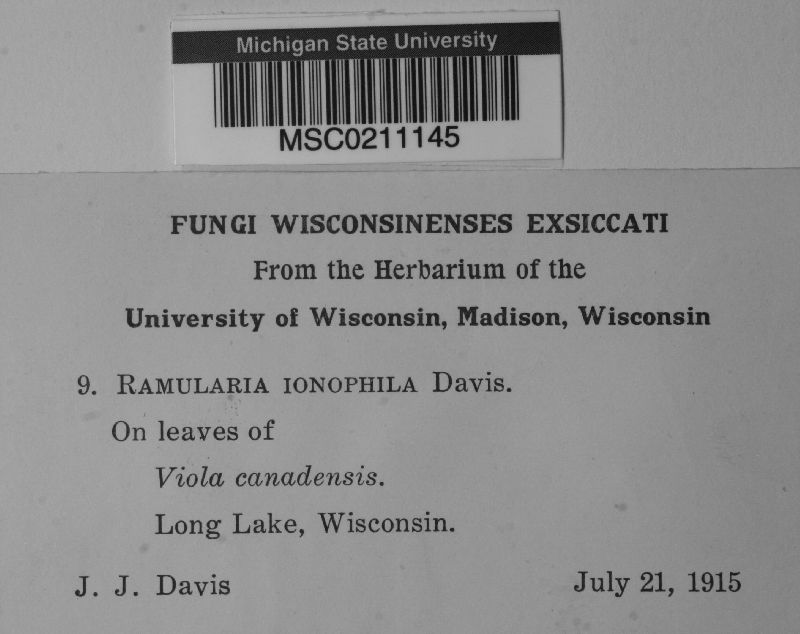 Michigan State University
MSC0211145
FUNGI WISCONSINENSES EXSICCATI
From the Herbarium of the
University of Wisconsin, Madison, Wisconsin
9. RAMULARIA IONOPHILA Davis.
On leaves of
Viola canadensis.
Long Lake, Wisconsin.
J. J. Davis July 21, 1915